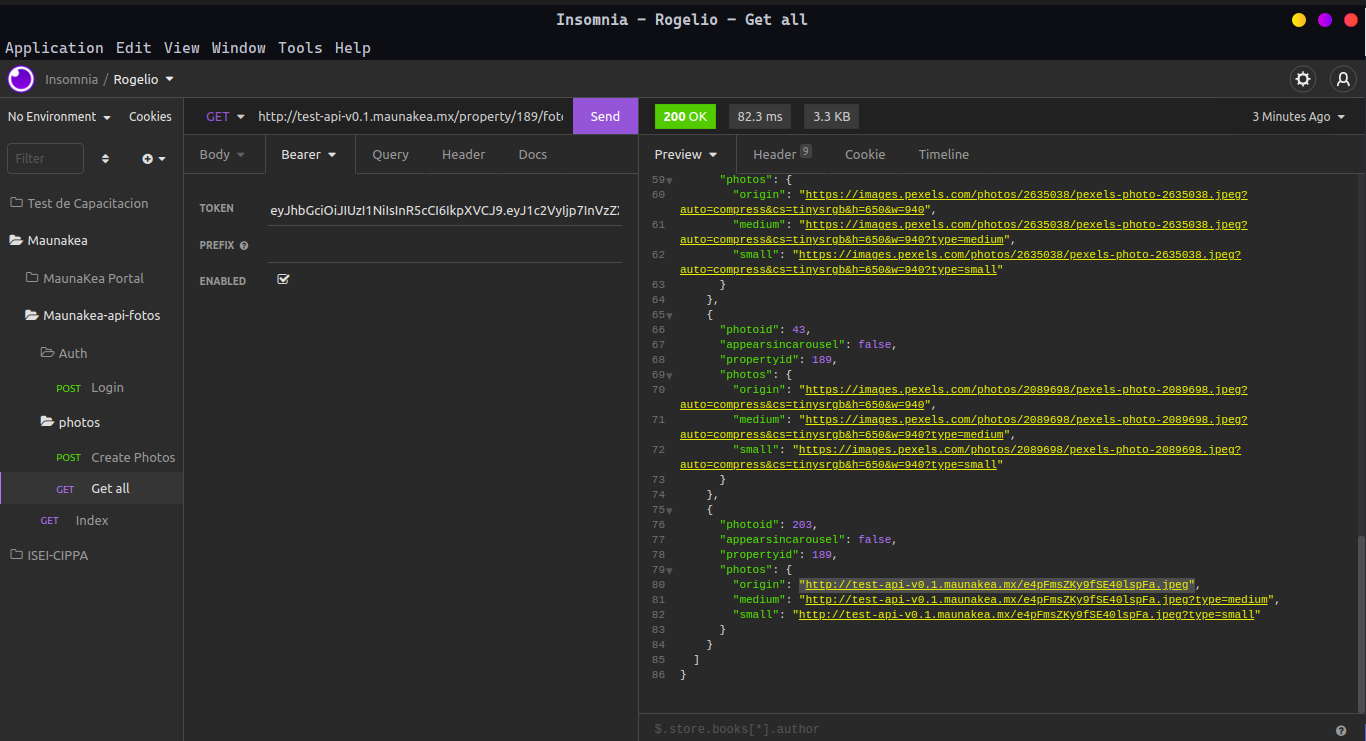 Insomnia – Rogelio – Get all
Application Edit View Window Tools Help
Insomnia / Rogelio
No Environment Cookies
Filter
Test de Capacitacion
Maunakea
MaunaKea Portal
Maunakea-api-fotos
Auth
POST Login
photos
POST Create Photos
GET Get all
GET Index
ISEI-CIPPA
GET http://test-api-v0.1.maunakea.mx/property/189/foto Send
Body Bearer Query Header Docs
TOKEN eyJhbGciOiJIUzI1NiIsInR5cCI6IkpXVCJ9.eyJ1c2VyIjp7InVzZX
PREFIX
ENABLED
200 OK 82.3 ms 3.3 KB 3 Minutes Ago
Preview Header 9 Cookie Timeline
59 "photos": {
60 "origin": "https://images.pexels.com/photos/2635038/pexels-photo-2635038.jpeg?
auto=compress&cs=tinysrgb&h=650&w=940",
61 "medium": "https://images.pexels.com/photos/2635038/pexels-photo-2635038.jpeg?
auto=compress&cs=tinysrgb&h=650&w=940?type=medium",
62 "small": "https://images.pexels.com/photos/2635038/pexels-photo-2635038.jpeg?
auto=compress&cs=tinysrgb&h=650&w=940?type=small"
63 }
64 },
65 {
66 "photoid": 43,
67 "appearsincarousel": false,
68 "propertyid": 189,
69 "photos": {
70 "origin": "https://images.pexels.com/photos/2089698/pexels-photo-2089698.jpeg?
auto=compress&cs=tinysrgb&h=650&w=940",
71 "medium": "https://images.pexels.com/photos/2089698/pexels-photo-2089698.jpeg?
auto=compress&cs=tinysrgb&h=650&w=940?type=medium",
72 "small": "https://images.pexels.com/photos/2089698/pexels-photo-2089698.jpeg?
auto=compress&cs=tinysrgb&h=650&w=940?type=small"
73 }
74 },
75 {
76 "photoid": 203,
77 "appearsincarousel": false,
78 "propertyid": 189,
79 "photos": {
80 "origin": "http://test-api-v0.1.maunakea.mx/e4pFmsZKy9fSE40lspFa.jpeg",
81 "medium": "http://test-api-v0.1.maunakea.mx/e4pFmsZKy9fSE40lspFa.jpeg?type=medium",
82 "small": "http://test-api-v0.1.maunakea.mx/e4pFmsZKy9fSE40lspFa.jpeg?type=small"
83 }
84 }
85 ]
86 }
$.store.books[*].author